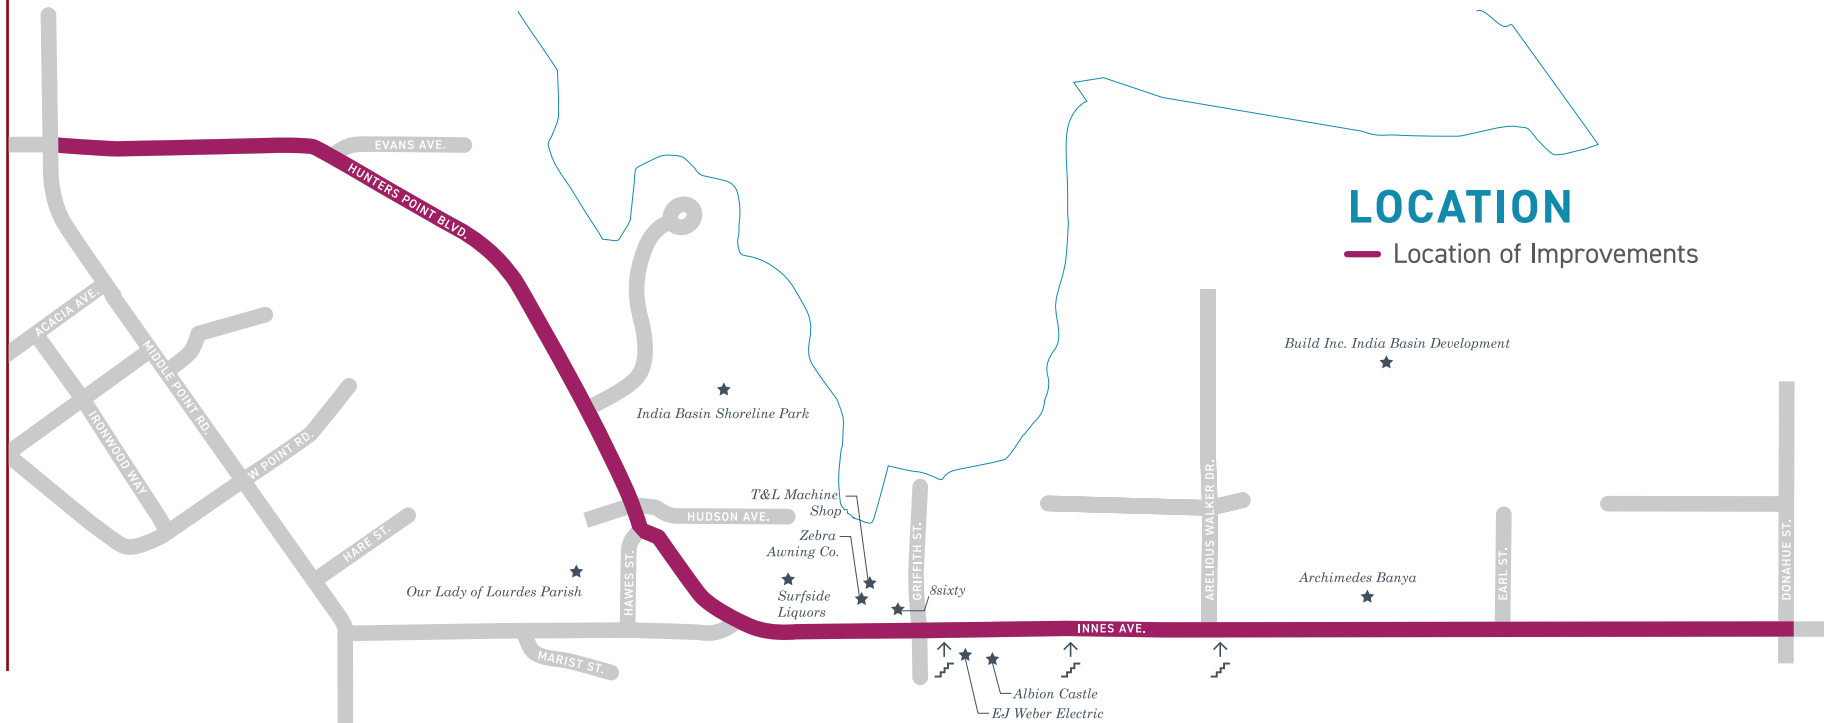 EVANS AVE.
HUNTERS POINT BLVD.
LOCATION
Location of Improvements
ACACIA AVE.
MIDDLE POINT RD.
IRONWOOD WAY
W POINT RD.
HARE ST.
Build Inc. India Basin Development
India Basin Shoreline Park
T&L Machine
Shop
Zebra
Awning Co.
HUDSON AVE.
GRIFFITH ST.
ARELIOUS WALKER DR.
EARL ST.
DONAHUE ST.
HAWES ST.
Our Lady of Lourdes Parish
Surfside
Liquors
8sixty
Archimedes Banya
INNES AVE.
MARIST ST.
Albion Castle
EJ Weber Electric